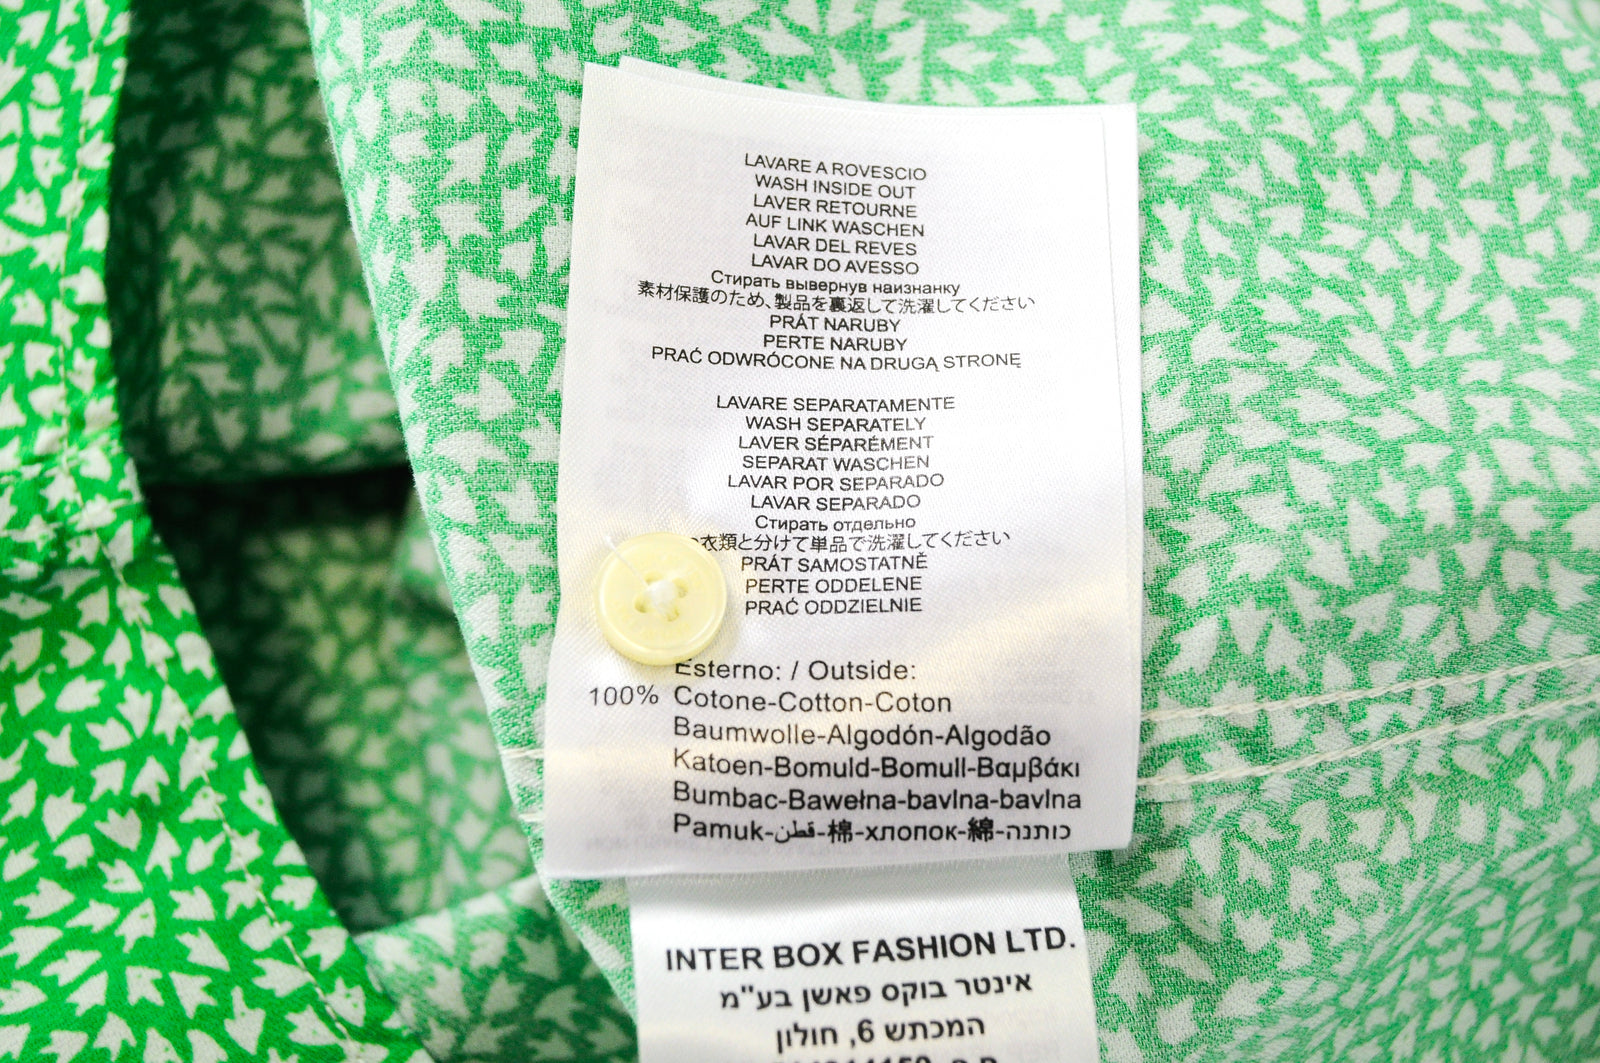 LAVARE A ROVESCIO
WASH INSIDE OUT
LAVER RETOURNE
AUF LINK WASCHEN
LAVAR DEL REVES
LAVAR DO AVESSO
Стирать вывернув наизнанку
素材保護のため、製品を裏返して洗濯してください
PRÁT NARUBY
PERTE NARUBY
PRAĆ ODWRÓCONE NA DRUGĄ STRONĘ
LAVARE SEPARATAMENTE
WASH SEPARATELY
LAVER SÉPARÉMENT
SEPARAT WASCHEN
LAVAR POR SEPARADO
LAVAR SEPARADO
Стирать отдельно
衣類と分けて単品で洗濯してください
PRÁT SAMOSTATNĚ
PERTE ODDELENE
PRAĆ ODDZIELNIE
Esterno: / Outside:
100% Cotone-Cotton-Coton
Baumwolle-Algodón-Algodão
Katoen-Bomuld-Bomull-Βαμβάκι
Bumbac-Bawełna-bavlna-bavlna
Pamuk-قطن-棉-хлопок-綿-כותנה
INTER BOX FASHION LTD.
אינטר בוקס פאשן בע"מ
המכתש 6, חולון